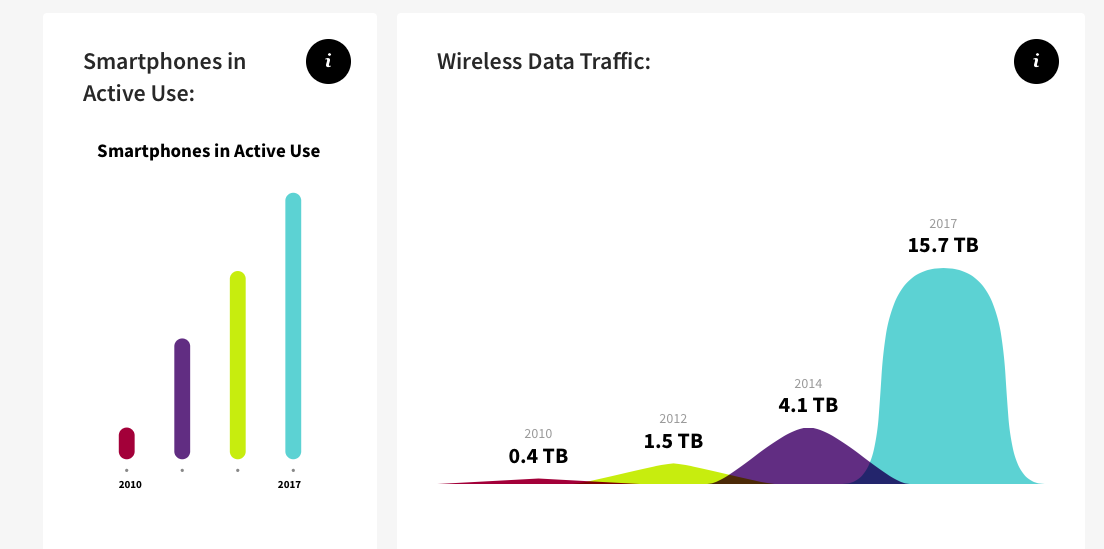 Smartphones in
Active Use:
i
Smartphones in Active Use
2010
2017
Wireless Data Traffic:
i
2017
15.7 TB
2014
4.1 TB
2012
1.5 TB
2010
0.4 TB